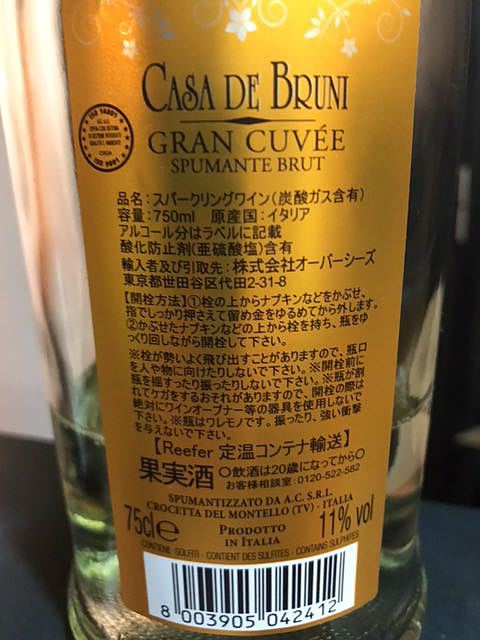 CASA DE BRUNI
GRAN CUVÉE
SPUMANTE BRUT
ISO 14001
ISO 9001
品名：スパークリングワイン（炭酸ガス含有）
容量：750ml 原産国：イタリア
アルコール分はラベルに記載
酸化防止剤（亜硫酸塩）含有
輸入者及び引取先：株式会社オーバーシーズ
東京都世田谷区代田2-31-8
【開栓方法】①栓の上からナプキンなどをかぶせ、
指でしっかり押さえて留め金をゆるめてから外します。
②かぶせたナプキンなどの上から栓を持ち、瓶をゆ
っくり回しながら開栓して下さい。
※栓が勢いよく飛び出すことがありますので、瓶口
を人や物に向けたりしないで下さい。※開栓前に
瓶を揺すったり振ったりしないで下さい。※瓶が割
れてケガをするおそれがありますので、開栓の際は
絶対にワインオープナー等の器具を使用しないで
下さい。※瓶はワレモノです。振ったり、強い衝撃
を与えないで下さい。
【Reefer 定温コンテナ輸送】
果実酒 〇飲酒は20歳になってから〇
お客様相談室：0120-522-582
SPUMANTIZZATO DA A.C. S.R.L.
CROCETTA DEL MONTELLO (TV) - ITALIA
75cl e PRODOTTO IN ITALIA 11% vol
CONTIENE SOLFITI - CONTIENT DES SULFITES - CONTAINS SULPHITES
8 003905 042412